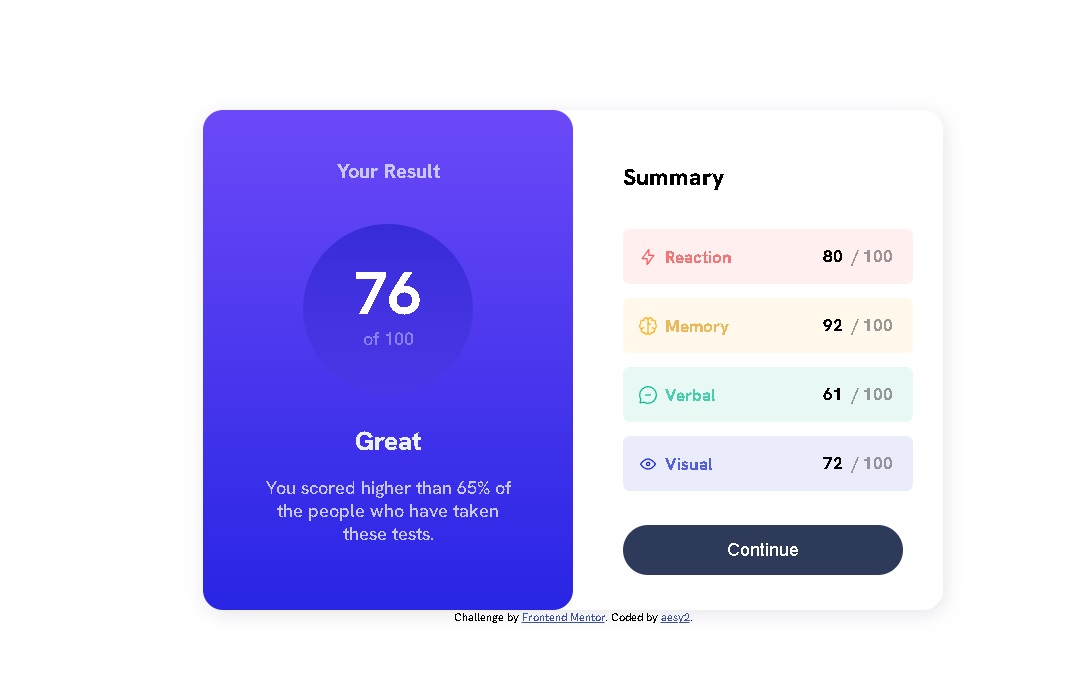 Your Result
76
of 100
Great
You scored higher than 65% of
the people who have taken
these tests.
Summary
Reaction 80 / 100
Memory 92 / 100
Verbal 61 / 100
Visual 72 / 100
Continue
Challenge by Frontend Mentor. Coded by aesy2.